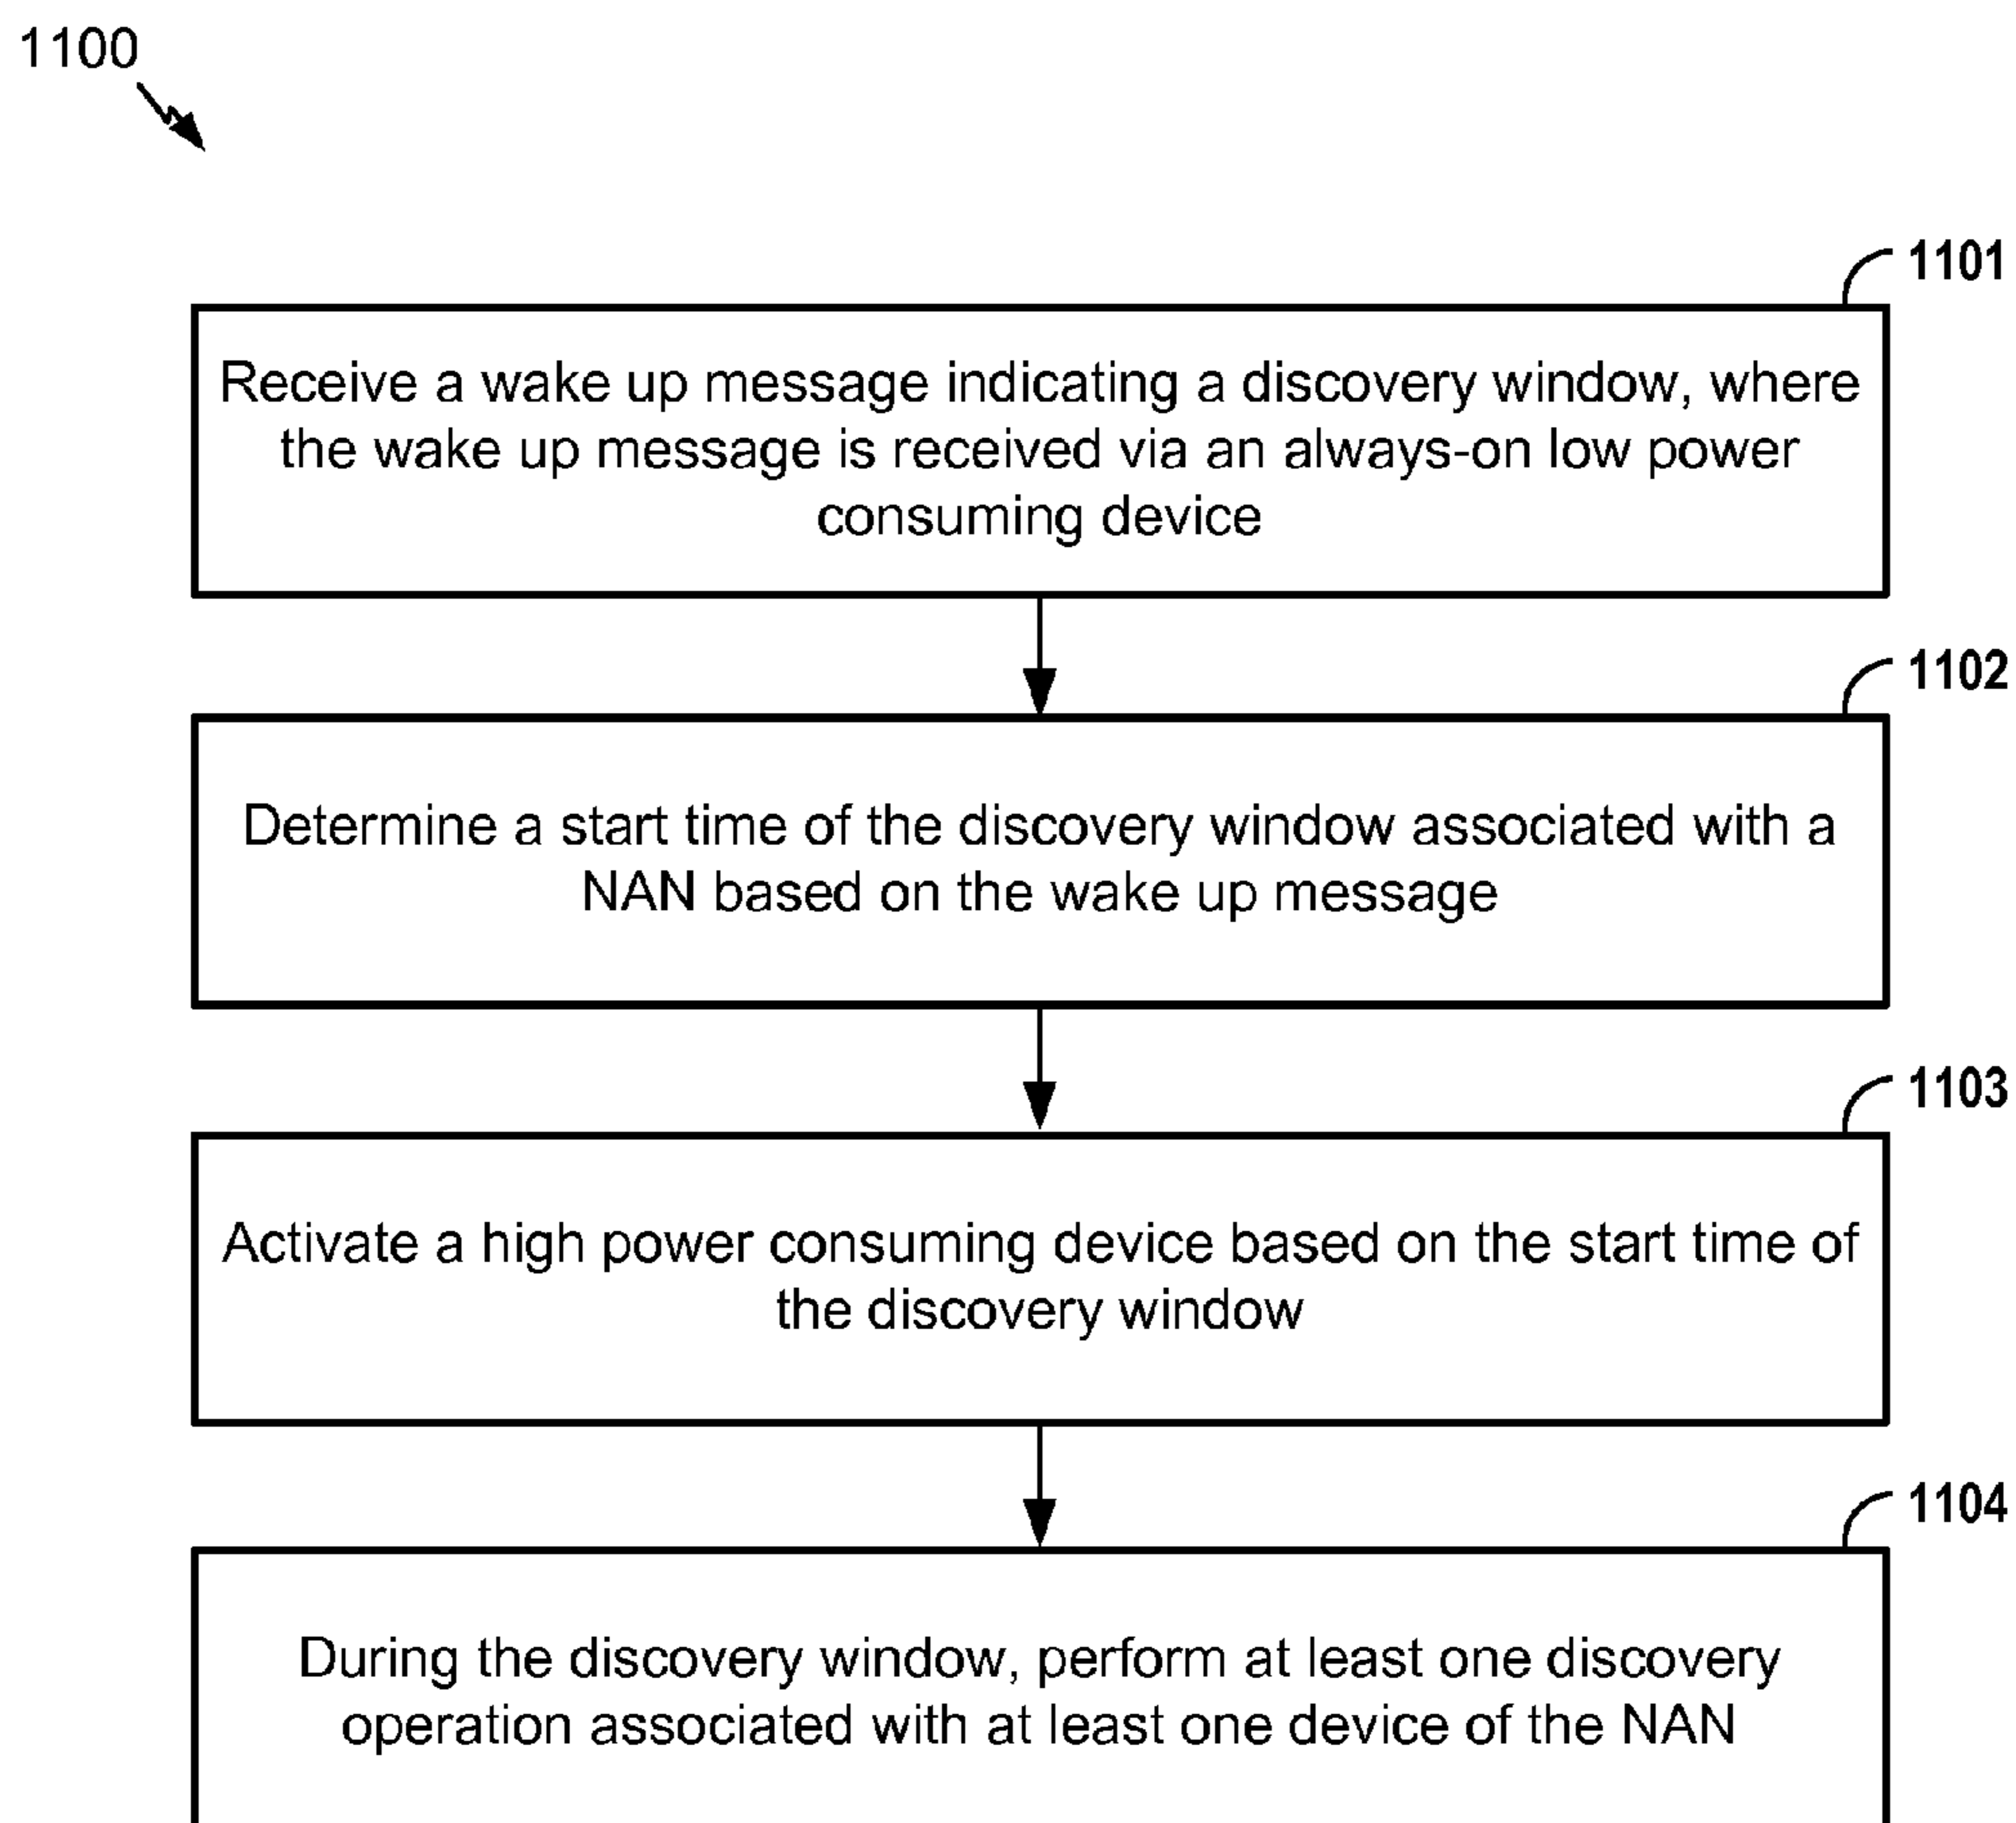 1100
1101
Receive a wake up message indicating a discovery window, where
the wake up message is received via an always-on low power
consuming device
1102
Determine a start time of the discovery window associated with a
NAN based on the wake up message
1103
Activate a high power consuming device based on the start time of
the discovery window
1104
During the discovery window, perform at least one discovery
operation associated with at least one device of the NAN